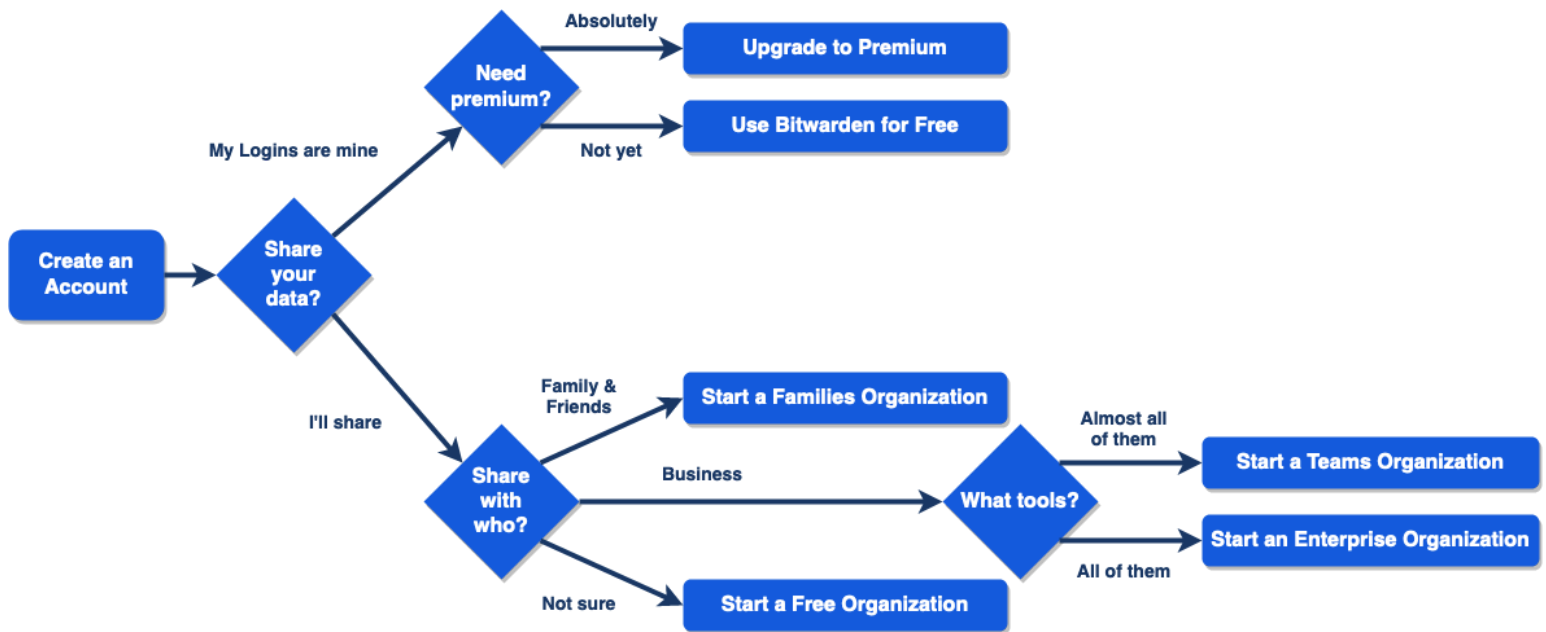 Absolutely
Upgrade to Premium
Need
premium?
Use Bitwarden for Free
Not yet
My Logins are mine
Create an
Account
Share
your
data?
I'll share
Family &
Friends
Start a Families Organization
Share
with
who?
Business
Not sure
Start a Free Organization
What tools?
Almost all
of them
Start a Teams Organization
Start an Enterprise Organization
All of them